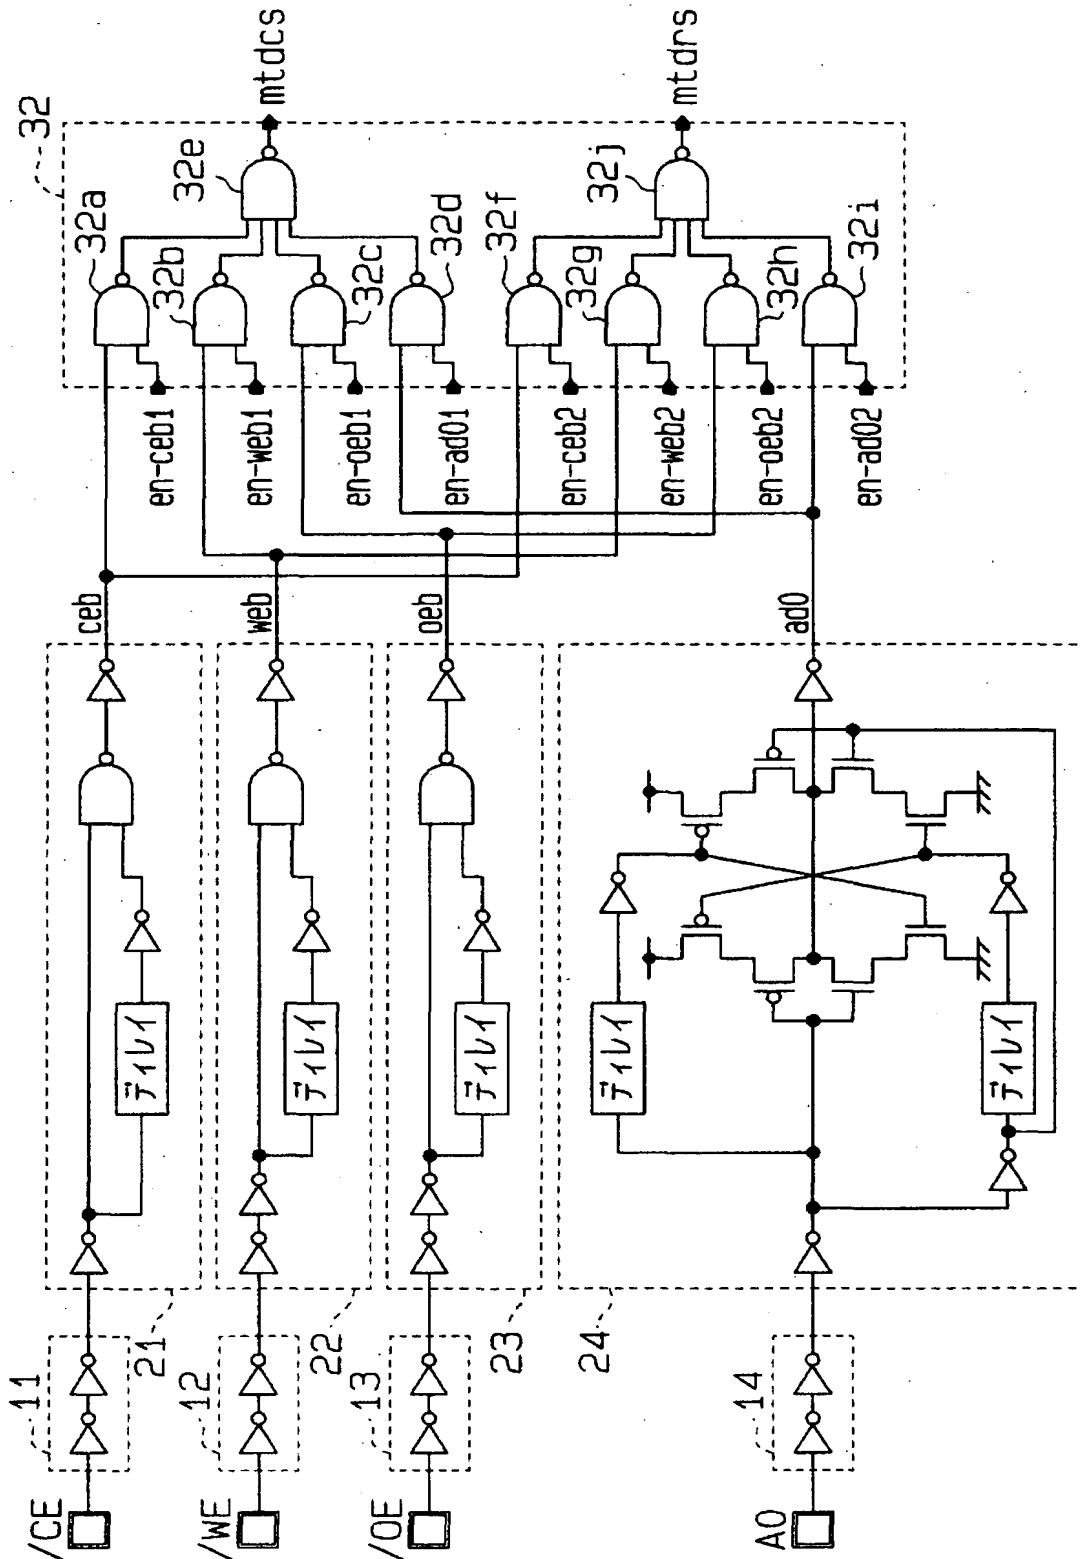 /CE
11
21
ディレイ
ceb
/WE
12
22
ディレイ
web
/OE
13
23
ディレイ
oeb
A0
14
24
ディレイ
ディレイ
ad0
32
32a
en-ceb1
32b
en-web1
32c
en-oeb1
32d
en-ad01
32e
mtdcs
32f
en-ceb2
32g
en-web2
32h
en-oeb2
32i
en-ad02
32j
mtdrs